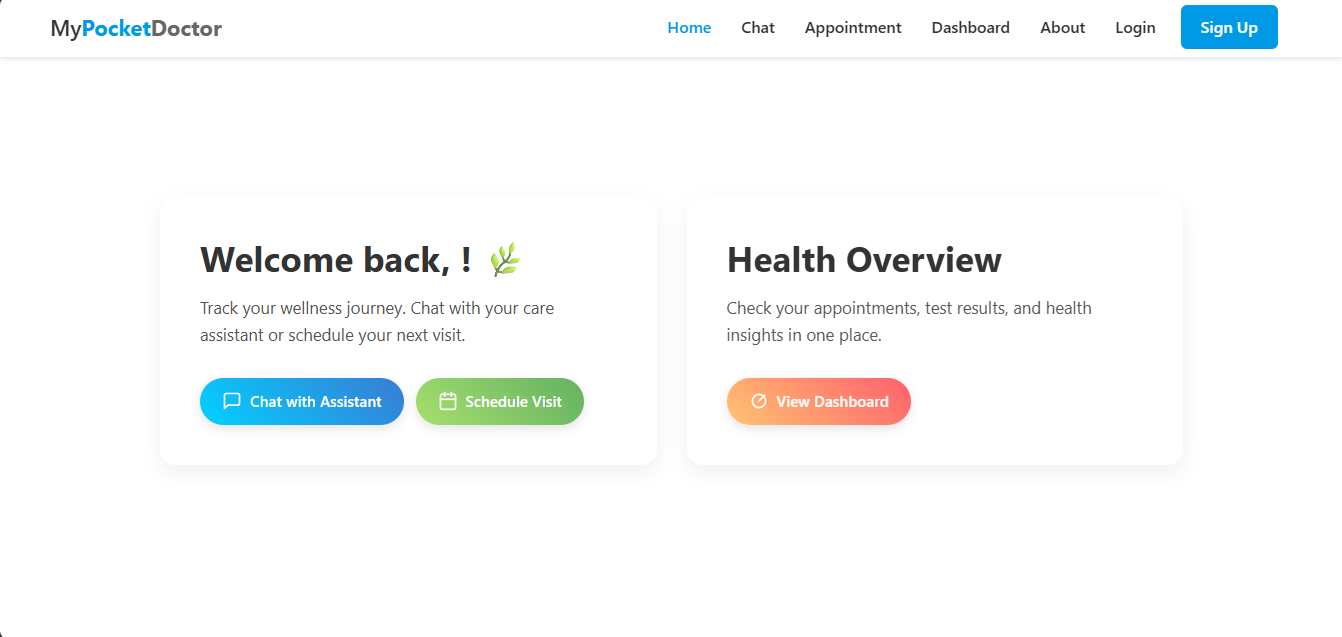 MyPocketDoctor
Home Chat Appointment Dashboard About Login Sign Up
Welcome back, ! 🌿
Track your wellness journey. Chat with your care
assistant or schedule your next visit.
Chat with Assistant Schedule Visit
Health Overview
Check your appointments, test results, and health
insights in one place.
View Dashboard